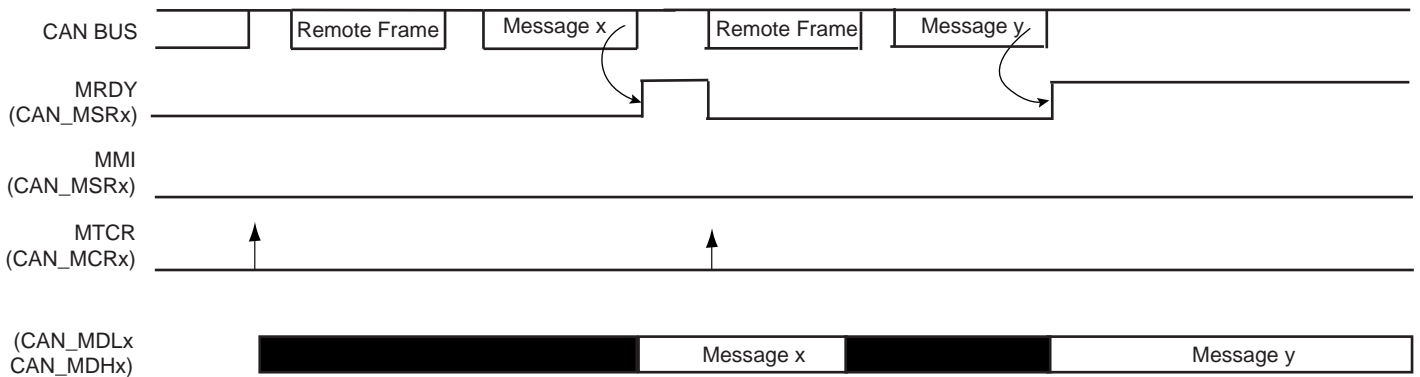 CAN BUS
Remote Frame
Message x
Remote Frame
Message y
MRDY
(CAN_MSRx)
MMI
(CAN_MSRx)
MTCR
(CAN_MCRx)
(CAN_MDLx
CAN_MDHx)
Message x
Message y